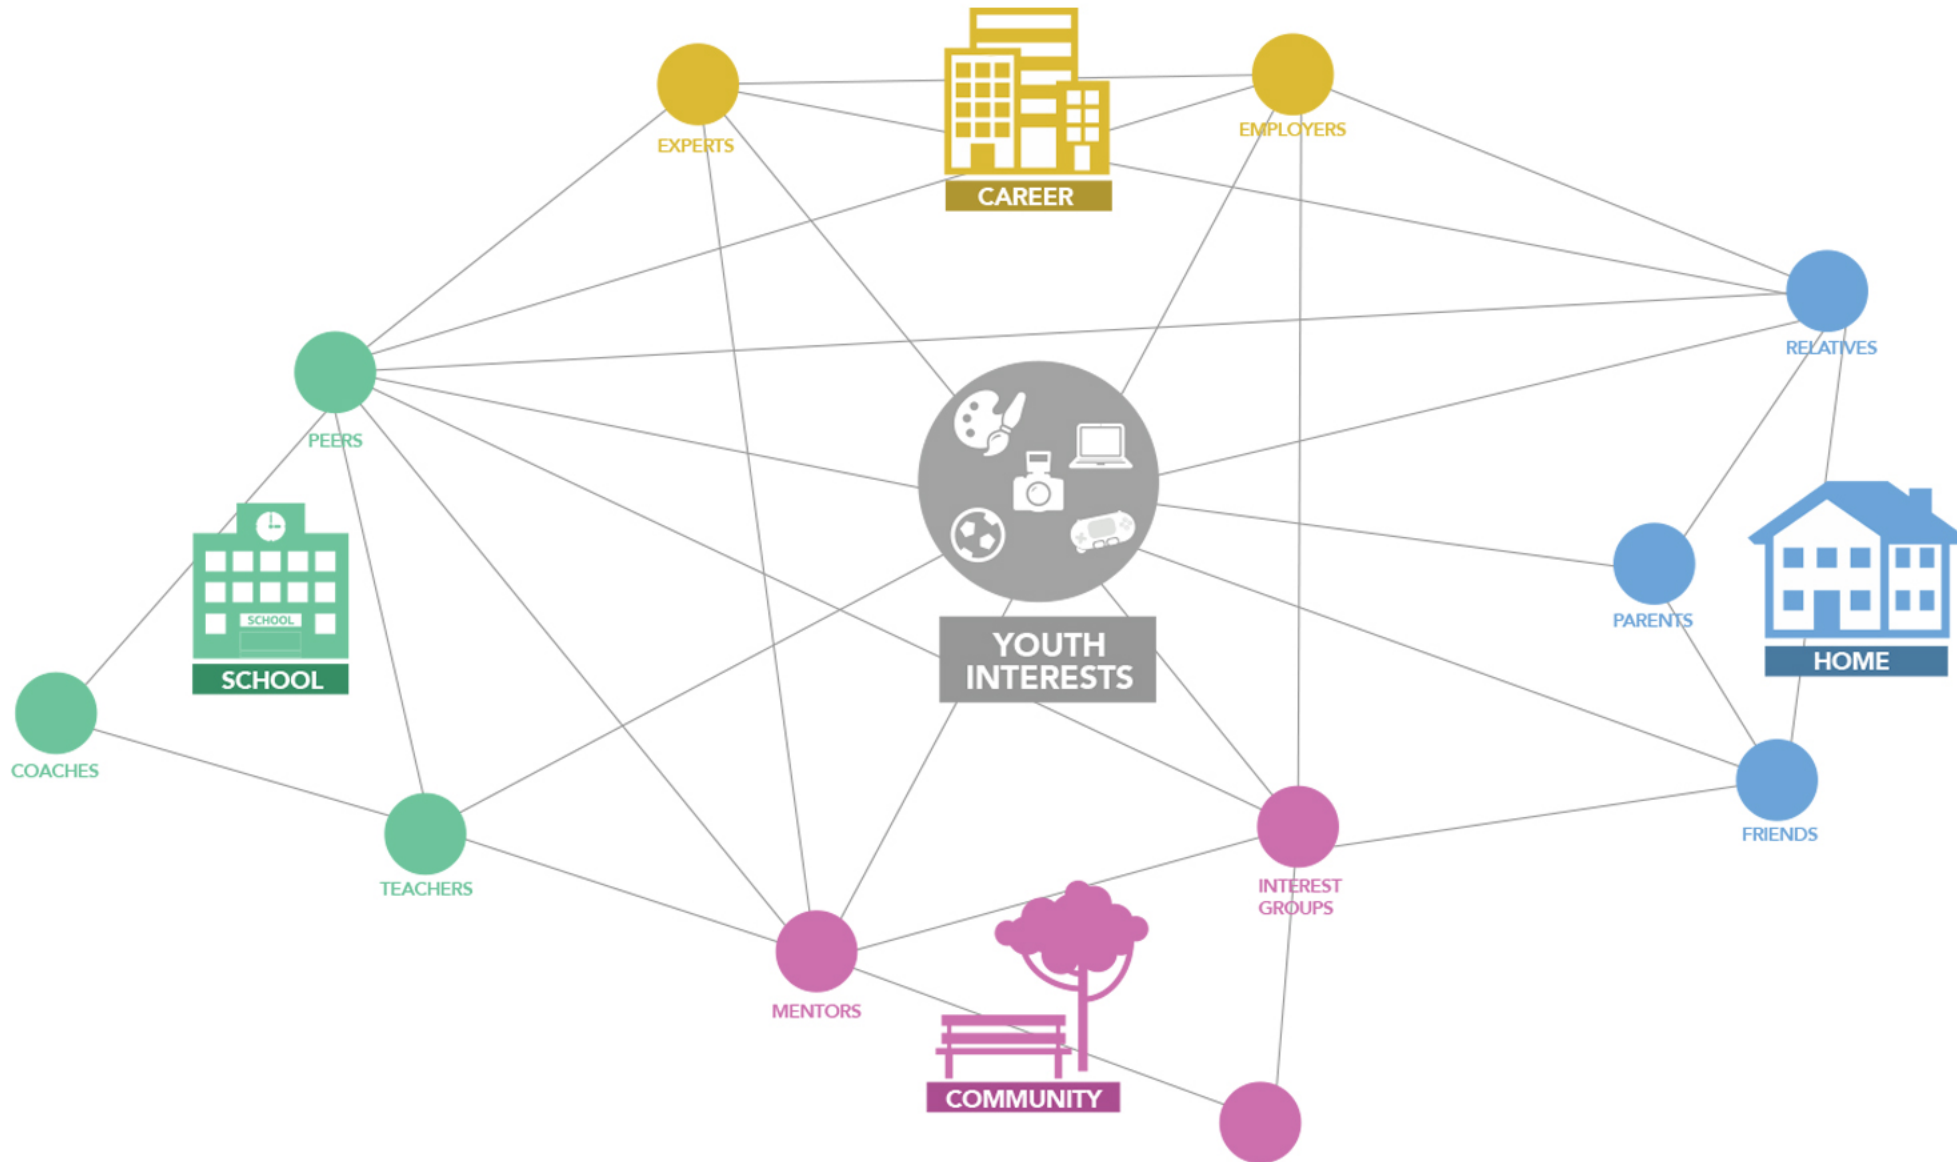 EXPERTS
EMPLOYERS
CAREER
RELATIVES
PEERS
SCHOOL
SCHOOL
YOUTH
INTERESTS
PARENTS
HOME
COACHES
FRIENDS
TEACHERS
INTEREST
GROUPS
MENTORS
COMMUNITY